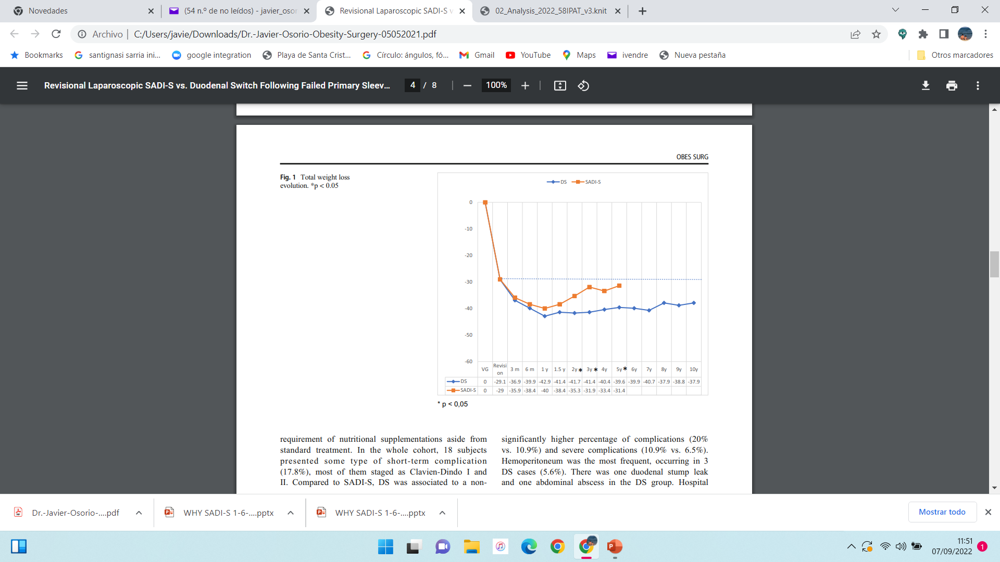 Novedades
(54 n.º de no leídos) - javier_osor
Revisional Laparoscopic SADI-S v
02_Analysis_2022_58IPAT_v3.knit
Archivo
C:/Users/javie/Downloads/Dr.-Javier-Osorio-Obesity-Surgery-05052021.pdf
Bookmarks
santignasi sarria ini...
google integration
Playa de Santa Crist...
Círculo: ángulos, fó...
Gmail
YouTube
Maps
ivendre
Nueva pestaña
Otros marcadores
Revisional Laparoscopic SADI-S vs. Duodenal Switch Following Failed Primary Sleev...
4 / 8
100%
OBES SURG
Fig. 1 Total weight loss
evolution. *p < 0.05
DS SADI-S
0
-10
-20
-30
-40
-50
-60
VG Revisi on 3 m 6 m 1 y 1.5 y 2y* 3y* 4y 5y* 6y 7y 8y 9y 10y
DS 0 -29.1 -36.9 -39.9 -42.9 -41.4 -41.7 -41.4 -40.4 -39.6 -39.9 -40.7 -37.9 -38.8 -37.9
SADI-S 0 -29 -35.9 -38.4 -40 -38.4 -35.3 -31.9 -33.4 -31.4
* p < 0,05
requirement of nutritional supplementations aside from
standard treatment. In the whole cohort, 18 subjects
presented some type of short-term complication
(17.8%), most of them staged as Clavien-Dindo I and
II. Compared to SADI-S, DS was associated to a non-
significantly higher percentage of complications (20%
vs. 10.9%) and severe complications (10.9% vs. 6.5%).
Hemoperitoneum was the most frequent, occurring in 3
DS cases (5.6%). There was one duodenal stump leak
and one abdominal abscess in the DS group. Hospital
Dr.-Javier-Osorio-....pdf
WHY SADI-S 1-6-....pptx
WHY SADI-S 1-6-....pptx
Mostrar todo
11:51
07/09/2022
1